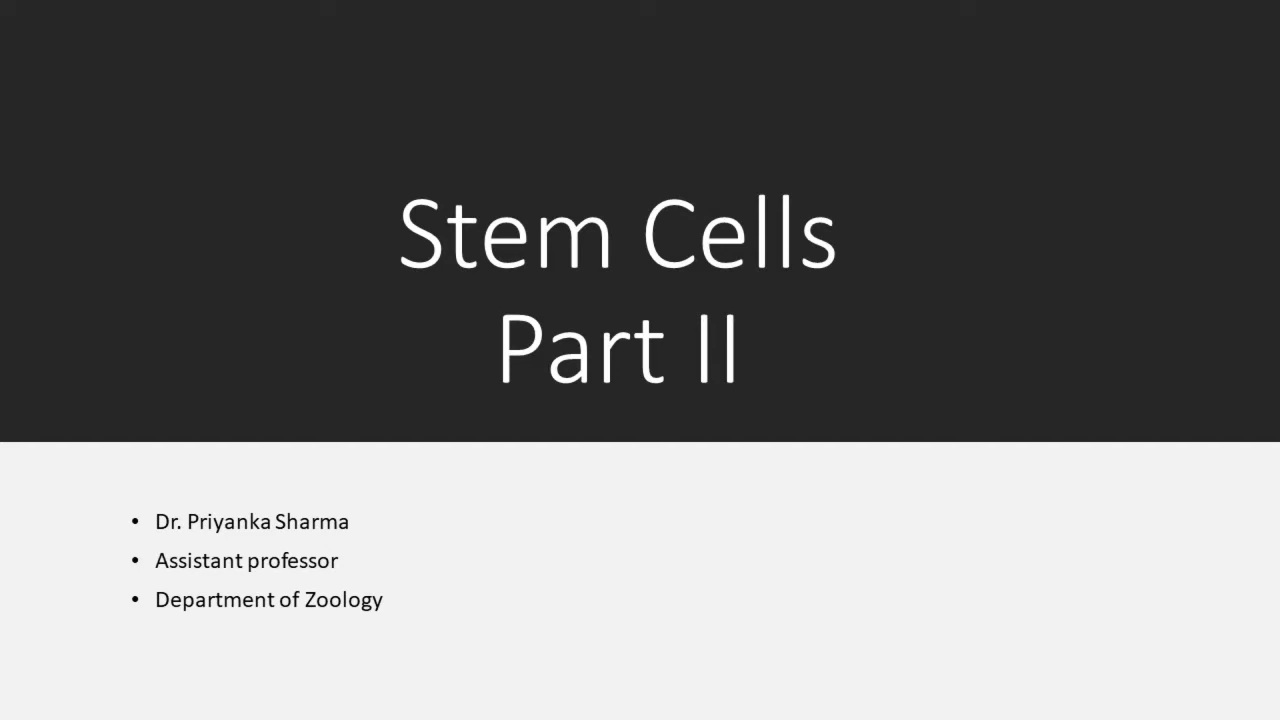 Stem Cells
Part II
• Dr. Priyanka Sharma
• Assistant professor
• Department of Zoology